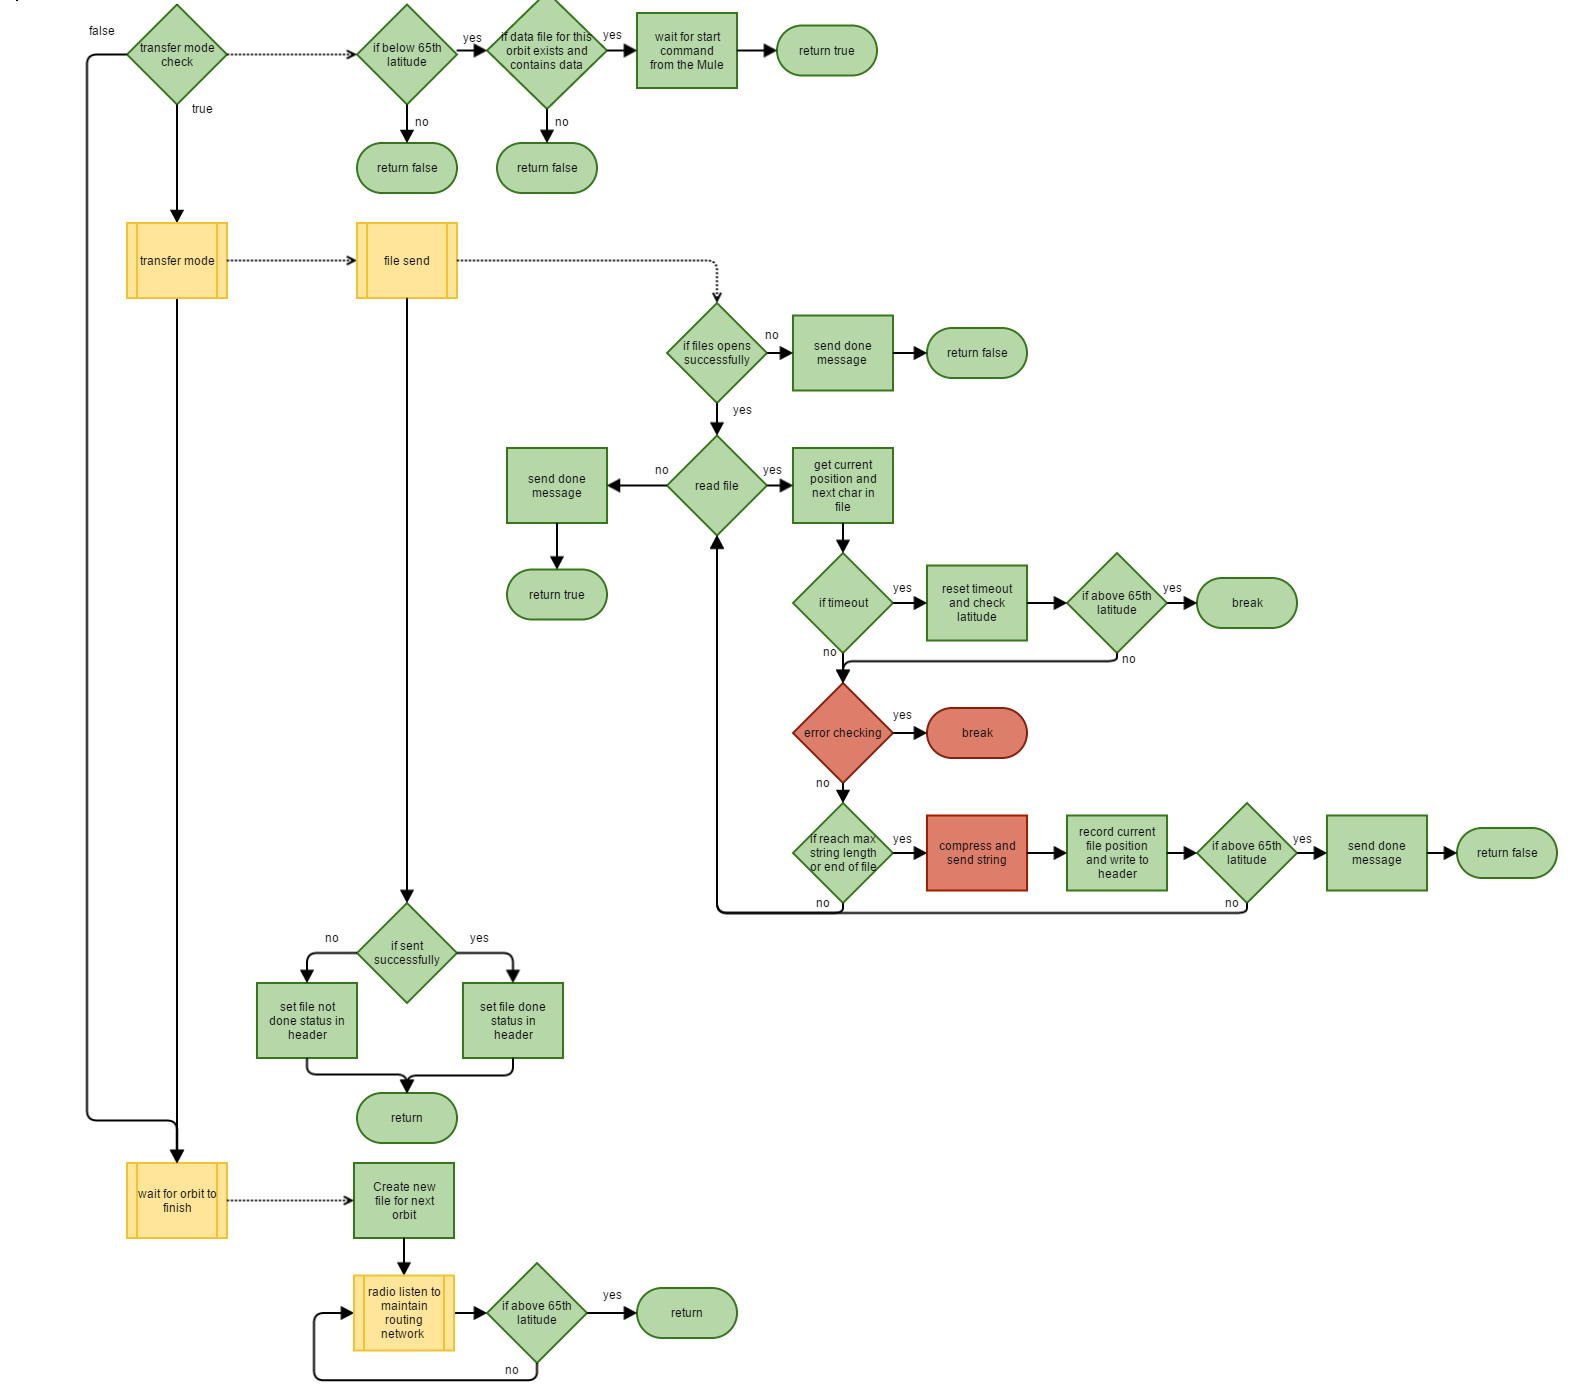 false
transfer mode
check
true
if below 65th
latitude
yes
no
return false
if data file for this
orbit exists and
contains data
yes
no
return false
wait for start
command
from the Mule
return true
transfer mode
file send
if files opens
successfully
no
send done
message
return false
yes
read file
no
send done
message
return true
yes
get current
position and
next char in
file
if timeout
yes
reset timeout
and check
latitude
if above 65th
latitude
yes
break
no
no
error checking
yes
break
no
if reach max
string length
or end of file
yes
compress and
send string
record current
file position
and write to
header
if above 65th
latitude
yes
send done
message
return false
no
no
if sent
successfully
no
yes
set file not
done status in
header
set file done
status in
header
return
wait for orbit to
finish
Create new
file for next
orbit
radio listen to
maintain
routing
network
if above 65th
latitude
yes
return
no